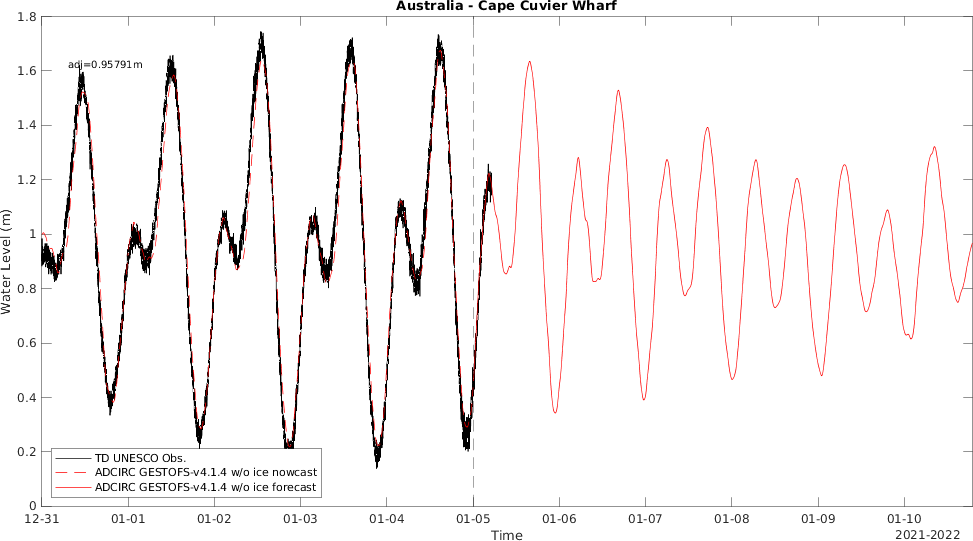 Australia - Cape Cuvier Wharf
1.8
1.6
1.4
1.2
1
0.8
0.6
0.4
0.2
0
Water Level (m)
adj=0.95791m
TD UNESCO Obs.
ADCIRC GESTOFS-v4.1.4 w/o ice nowcast
ADCIRC GESTOFS-v4.1.4 w/o ice forecast
12-31 01-01 01-02 01-03 01-04 01-05 01-06 01-07 01-08 01-09 01-10
Time
2021-2022